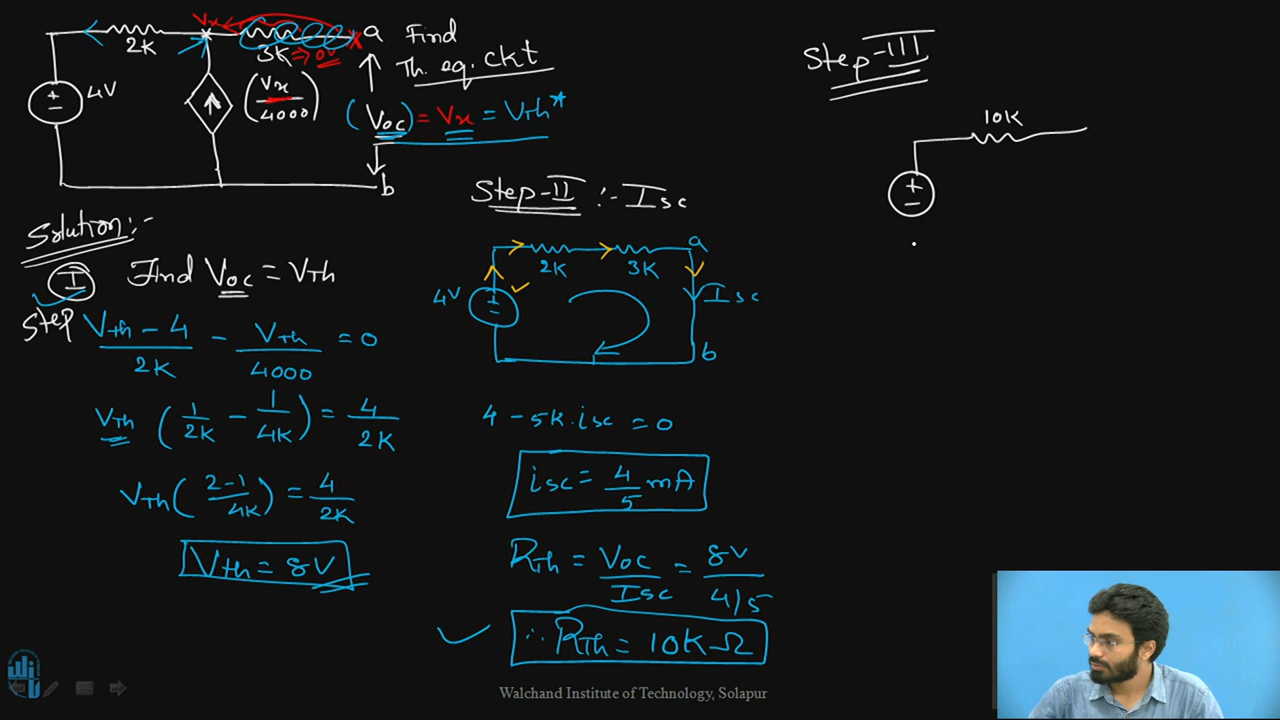 Vx
2K
3K ⇒ 0V
a
Find
Th. eq. ckt
4V
(Vx/4000)
(Voc) = Vx = VTh*
b
Solution:-
I Find Voc = VTh
Step
(VTh - 4)/2K - VTh/4000 = 0
VTh (1/2K - 1/4K) = 4/2K
VTh ((2-1)/4K) = 4/2K
VTh = 8V
Step-II :- Isc
a
2K
3K
4V
Isc
b
4 - 5K.isc = 0
isc = 4/5 mA
RTh = Voc/Isc = 8V/(4/5)
∴ RTh = 10KΩ
Step-III
10K
Walchand Institute of Technology, Solapur